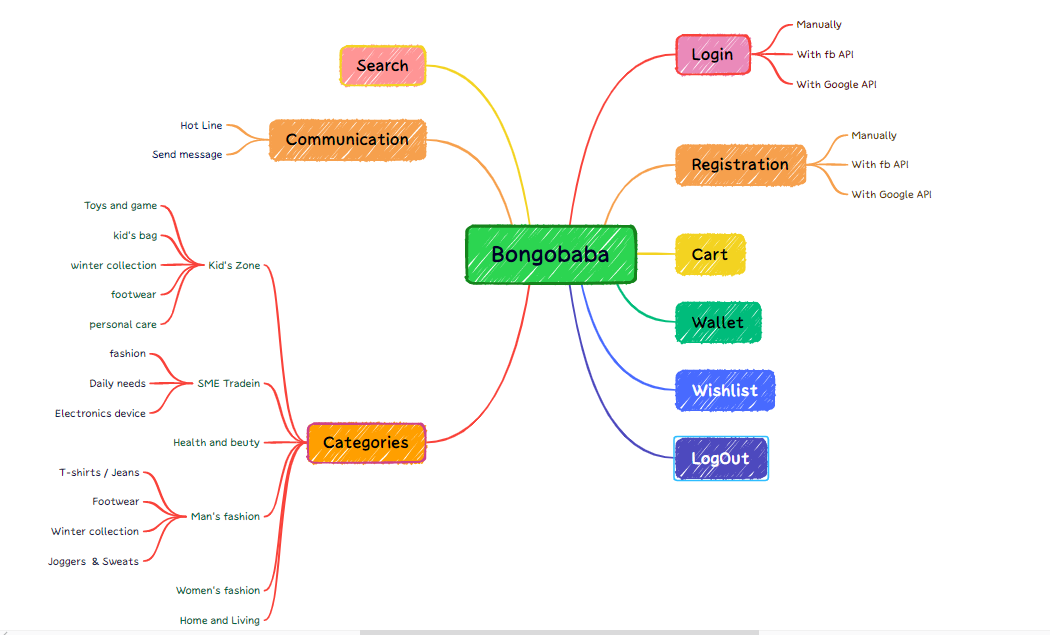 Bongobaba
Login
Manually
With fb API
With Google API
Registration
Manually
With fb API
With Google API
Cart
Wallet
Wishlist
LogOut
Search
Communication
Hot Line
Send message
Categories
Kid's Zone
Toys and game
kid's bag
winter collection
footwear
personal care
SME Tradein
fashion
Daily needs
Electronics device
Health and beuty
Man's fashion
T-shirts / Jeans
Footwear
Winter collection
Joggers & Sweats
Women's fashion
Home and Living